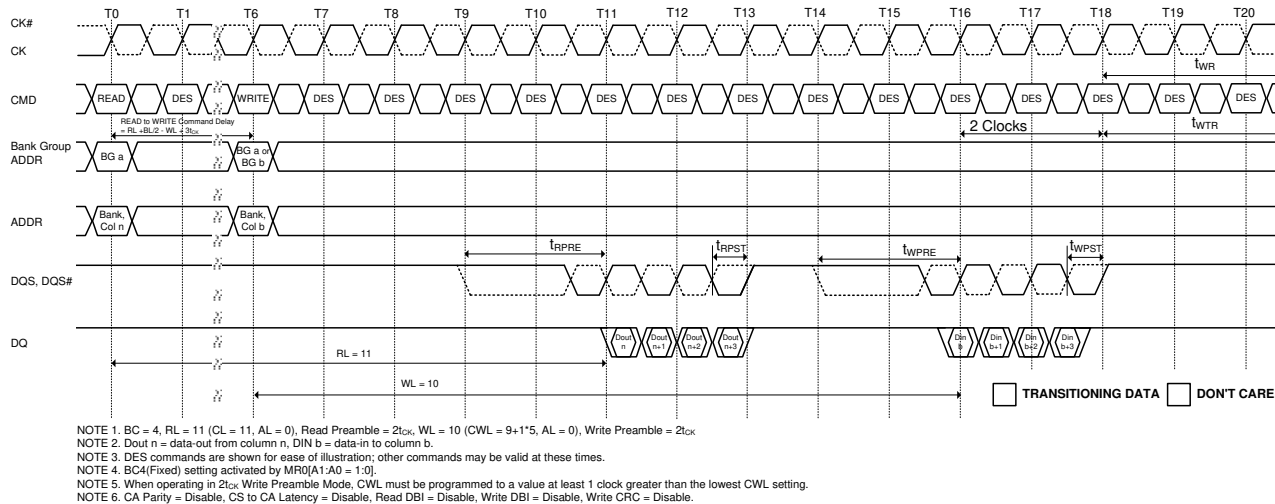 T0 T1 T6 T7 T8 T9 T10 T11 T12 T13 T14 T15 T16 T17 T18 T19 T20
CK#
CK
tWR
CMD READ DES WRITE DES DES DES DES DES DES DES DES DES DES DES DES DES DES
READ to WRITE Command Delay
= RL +BL/2 - WL + 3tCK
2 Clocks
tWTR
Bank Group
ADDR
BG a
BG a or
BG b
ADDR
Bank,
Col n
Bank,
Col b
tRPRE tRPST tWPRE tWPST
DQS, DQS#
DQ
Dout
n
Dout
n+1
Dout
n+2
Dout
n+3
Din
b
Din
b+1
Din
b+2
Din
b+3
RL = 11
WL = 10
TRANSITIONING DATA DON'T CARE
NOTE 1. BC = 4, RL = 11 (CL = 11, AL = 0), Read Preamble = 2tCK, WL = 10 (CWL = 9+1*5, AL = 0), Write Preamble = 2tCK
NOTE 2. Dout n = data-out from column n, DIN b = data-in to column b.
NOTE 3. DES commands are shown for ease of illustration; other commands may be valid at these times.
NOTE 4. BC4(Fixed) setting activated by MR0[A1:A0 = 1:0].
NOTE 5. When operating in 2tCK Write Preamble Mode, CWL must be programmed to a value at least 1 clock greater than the lowest CWL setting.
NOTE 6. CA Parity = Disable, CS to CA Latency = Disable, Read DBI = Disable, Write DBI = Disable, Write CRC = Disable.